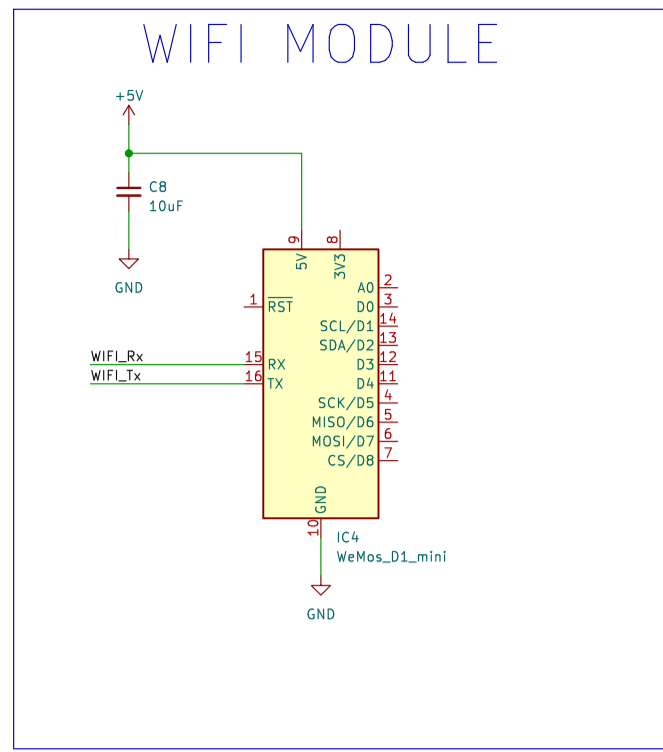 WIFI MODULE
+5V
C8
10uF
GND
9
8
5V
3V3
A0
2
D0
3
1
RST
SCL/D1
14
SDA/D2
13
WIFI_Rx
15
RX
D3
12
WIFI_Tx
16
TX
D4
11
SCK/D5
4
MISO/D6
5
MOSI/D7
6
CS/D8
7
GND
10
IC4
WeMos_D1_mini
GND